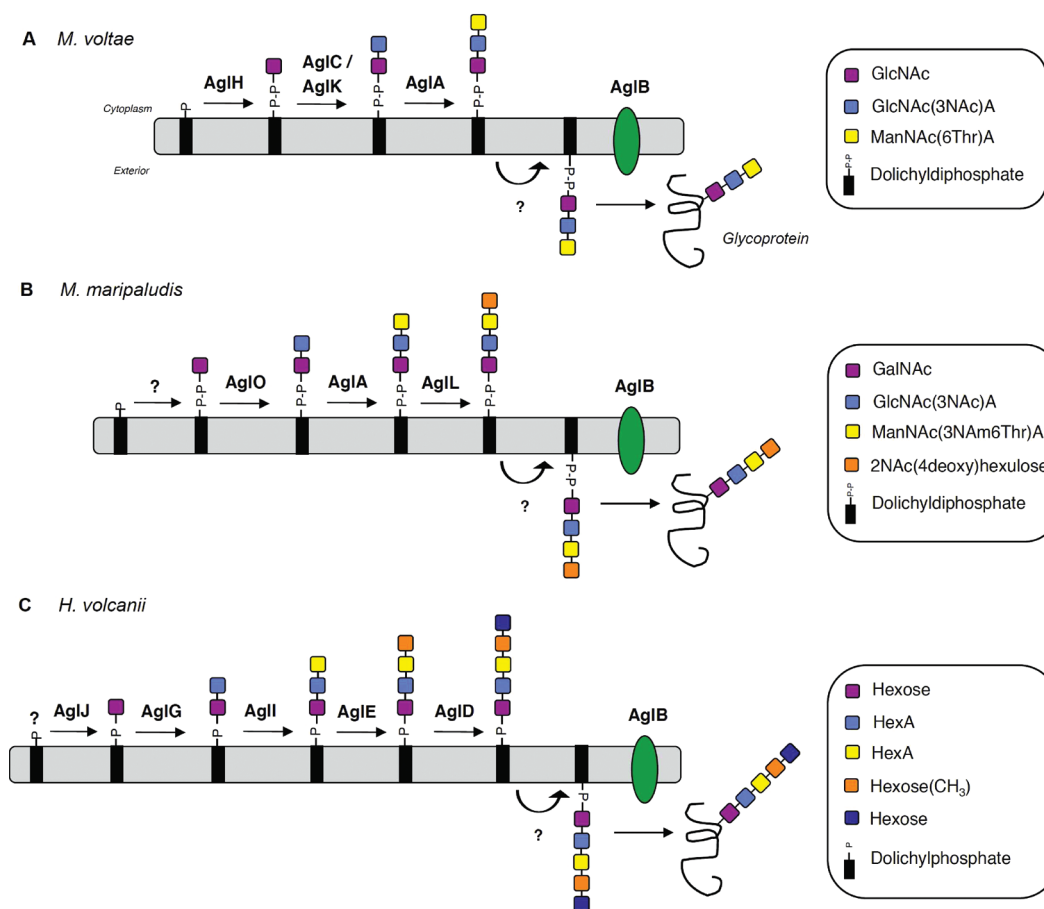 A M. voltae
AglC /
AglH AglK AglA AglB
Cytoplasm
Exterior
P
P-P
P-P
P-P
P-P
?
Glycoprotein
GlcNAc
GlcNAc(3NAc)A
ManNAc(6Thr)A
P-P
Dolichyldiphosphate
B M. maripaludis
? AglO AglA AglL AglB
P
P-P
P-P
P-P
P-P
P-P
?
GalNAc
GlcNAc(3NAc)A
ManNAc(3NAm6Thr)A
2NAc(4deoxy)hexulose
P-P
Dolichyldiphosphate
C H. volcanii
? AglJ AglG AglI AglE AglD AglB
P
P
P
P
P
P
P
?
Hexose
HexA
HexA
Hexose(CH₃)
Hexose
P
Dolichylphosphate